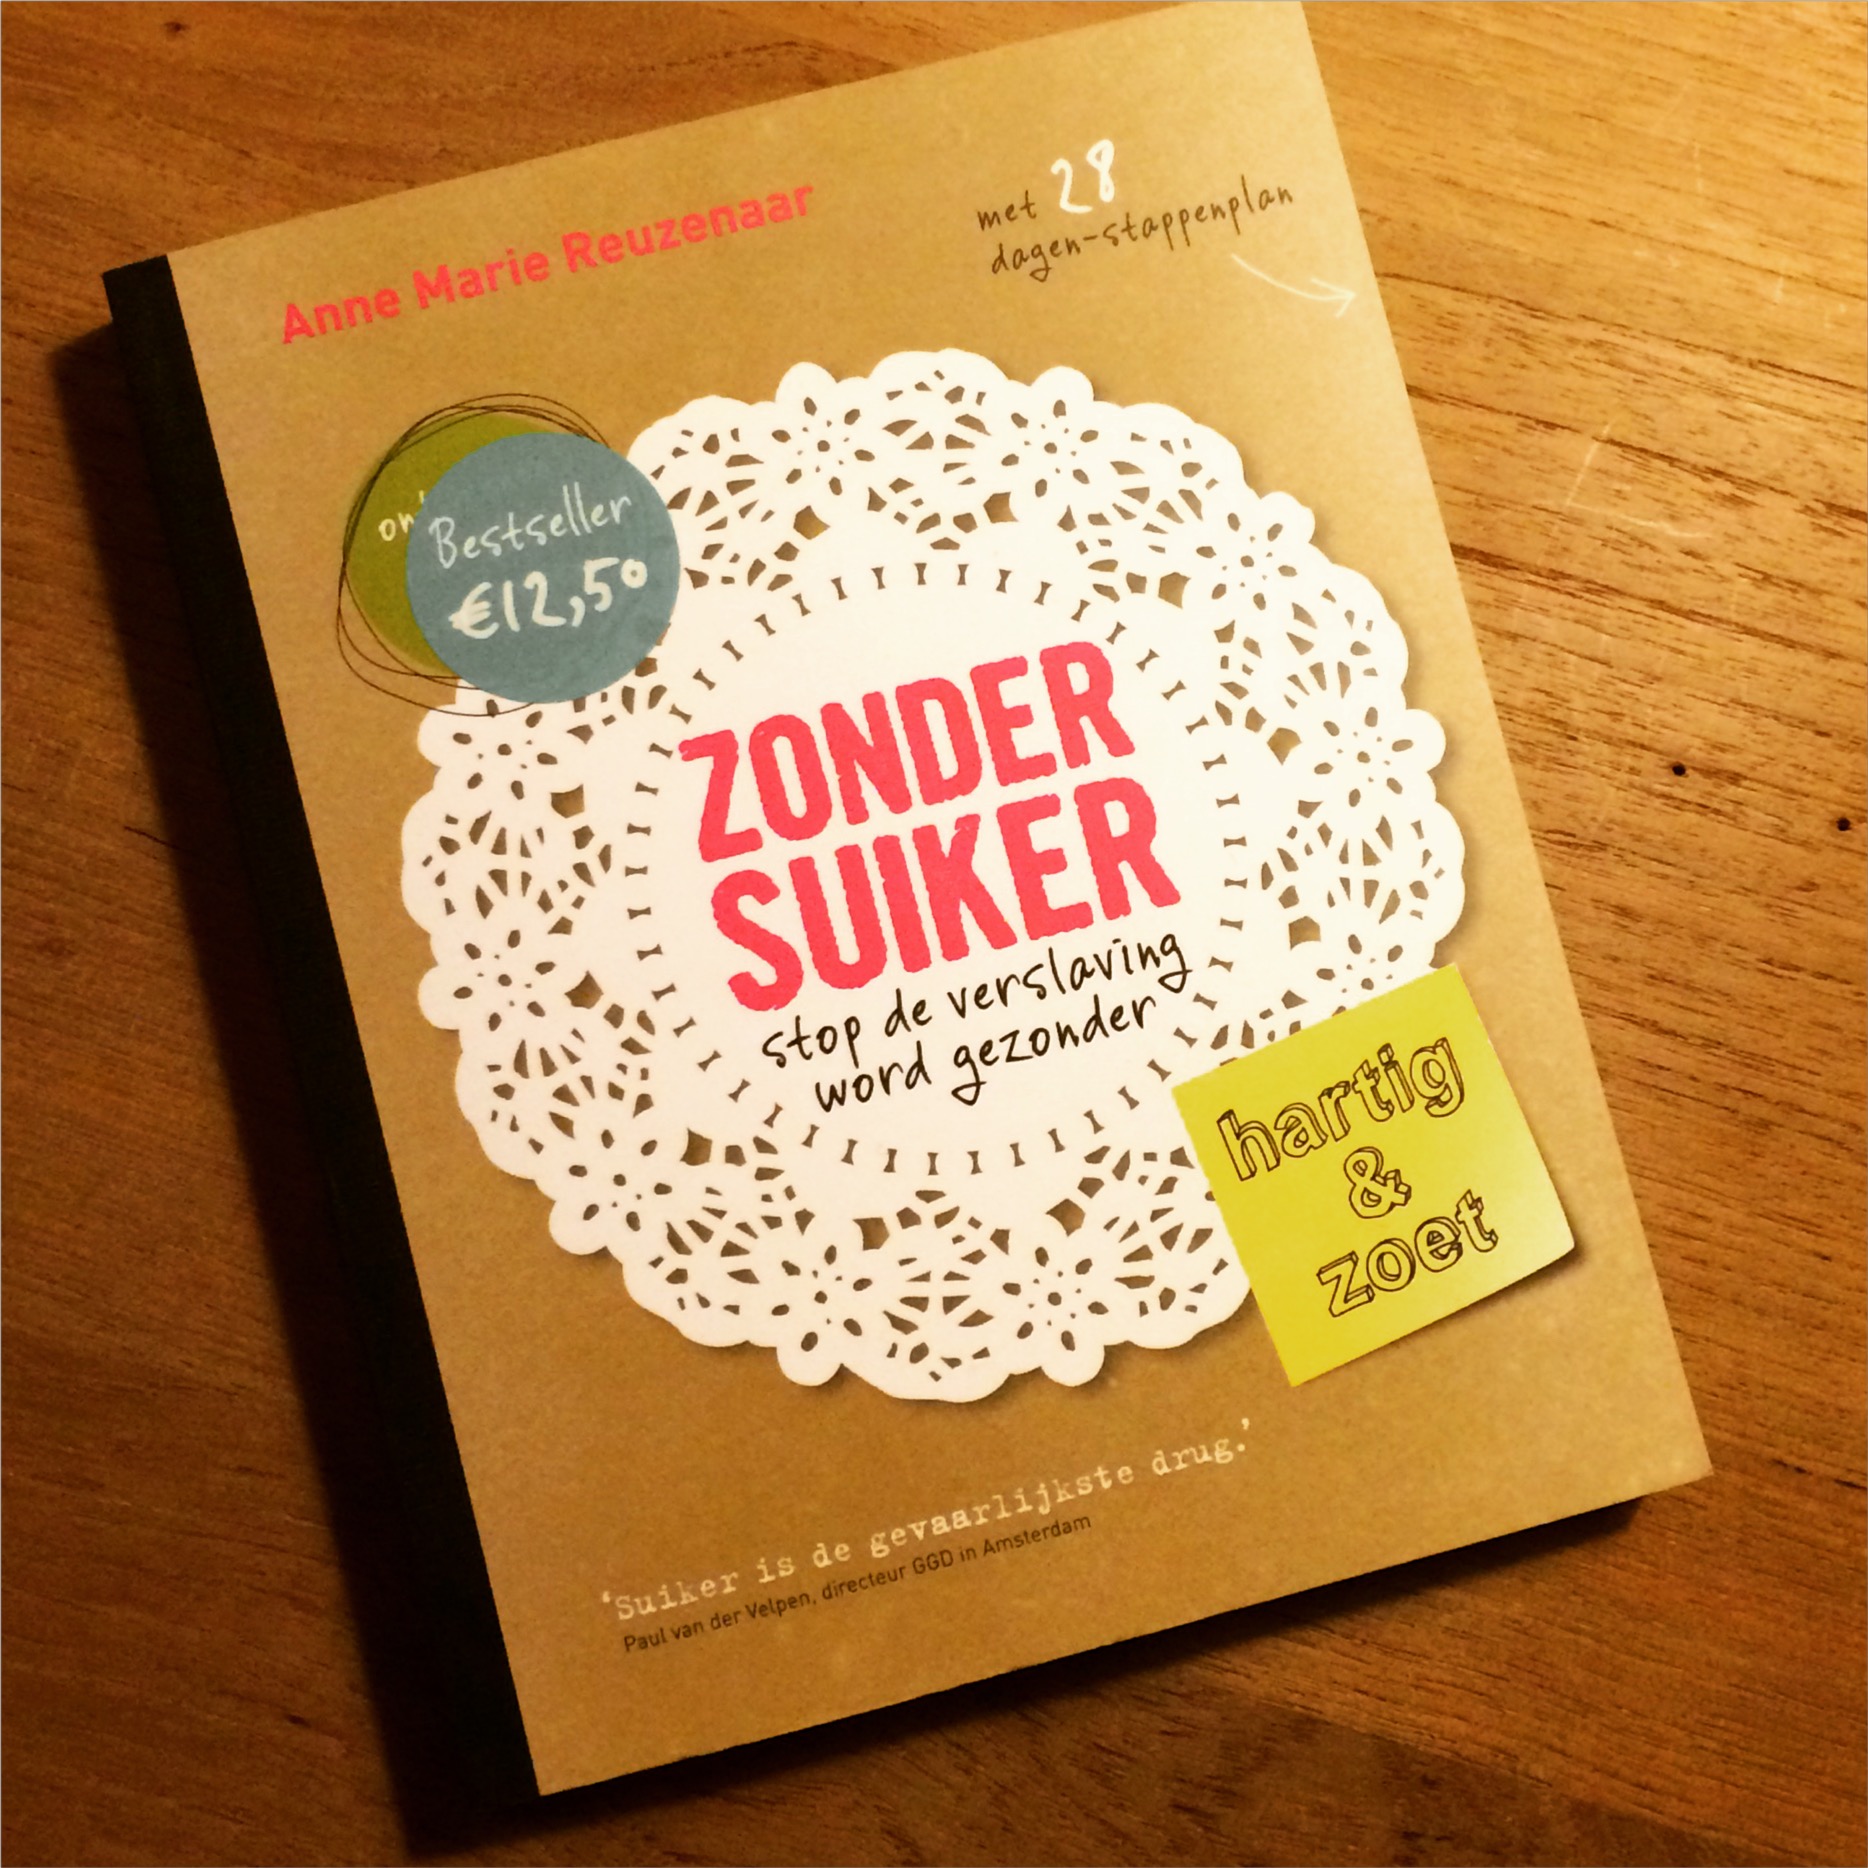 Anne Marie Reuzenaar
met 28
dagen-stappenplan
Bestseller
€12,50
ZONDER
SUIKER
stop de verslaving
word gezonder
hartig
&
zoet
‘Suiker is de gevaarlijkste drug.’
Paul van der Velpen, directeur GGD in Amsterdam